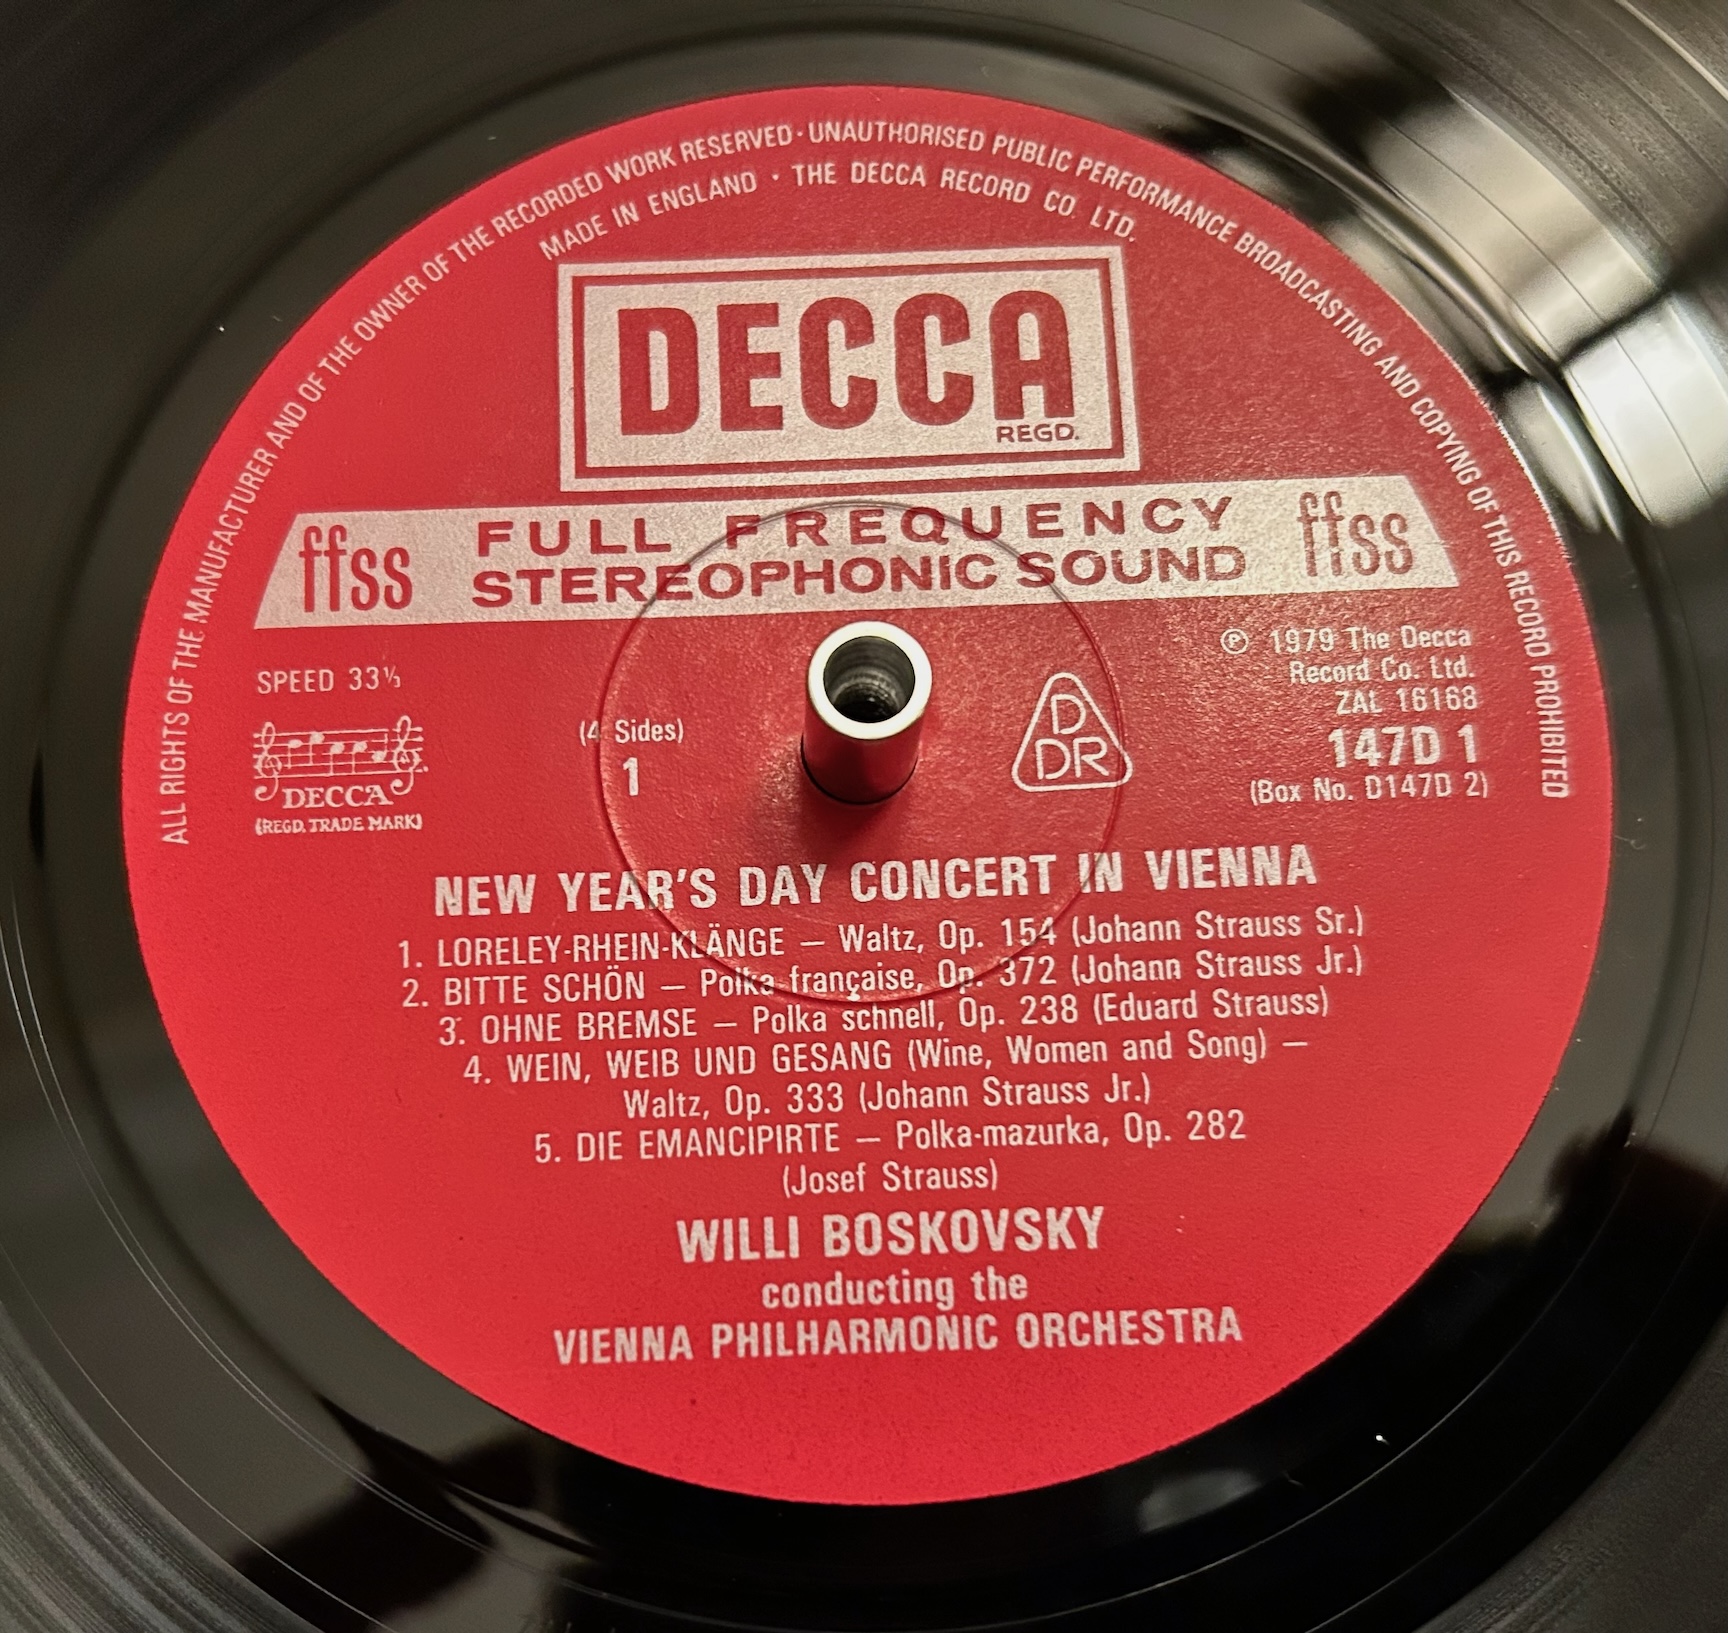 ALL RIGHTS OF THE MANUFACTURER AND OF THE OWNER OF THE RECORDED WORK RESERVED · UNAUTHORISED PUBLIC PERFORMANCE BROADCASTING AND COPYING OF THIS RECORD PROHIBITED
MADE IN ENGLAND · THE DECCA RECORD CO. LTD.
DECCA
REGD.
ffss FULL FREQUENCY ffss
STEREOPHONIC SOUND
SPEED 33⅓
DECCA
(REGD. TRADE MARK)
(4 Sides)
1
D
DR
℗ 1979 The Decca
Record Co. Ltd.
ZAL 16168
147D 1
(Box No. D147D 2)
NEW YEAR'S DAY CONCERT IN VIENNA
1. LORELEY-RHEIN-KLÄNGE — Waltz, Op. 154 (Johann Strauss Sr.)
2. BITTE SCHÖN — Polka française, Op. 372 (Johann Strauss Jr.)
3. OHNE BREMSE — Polka schnell, Op. 238 (Eduard Strauss)
4. WEIN, WEIB UND GESANG (Wine, Women and Song) —
Waltz, Op. 333 (Johann Strauss Jr.)
5. DIE EMANCIPIRTE — Polka-mazurka, Op. 282
(Josef Strauss)
WILLI BOSKOVSKY
conducting the
VIENNA PHILHARMONIC ORCHESTRA